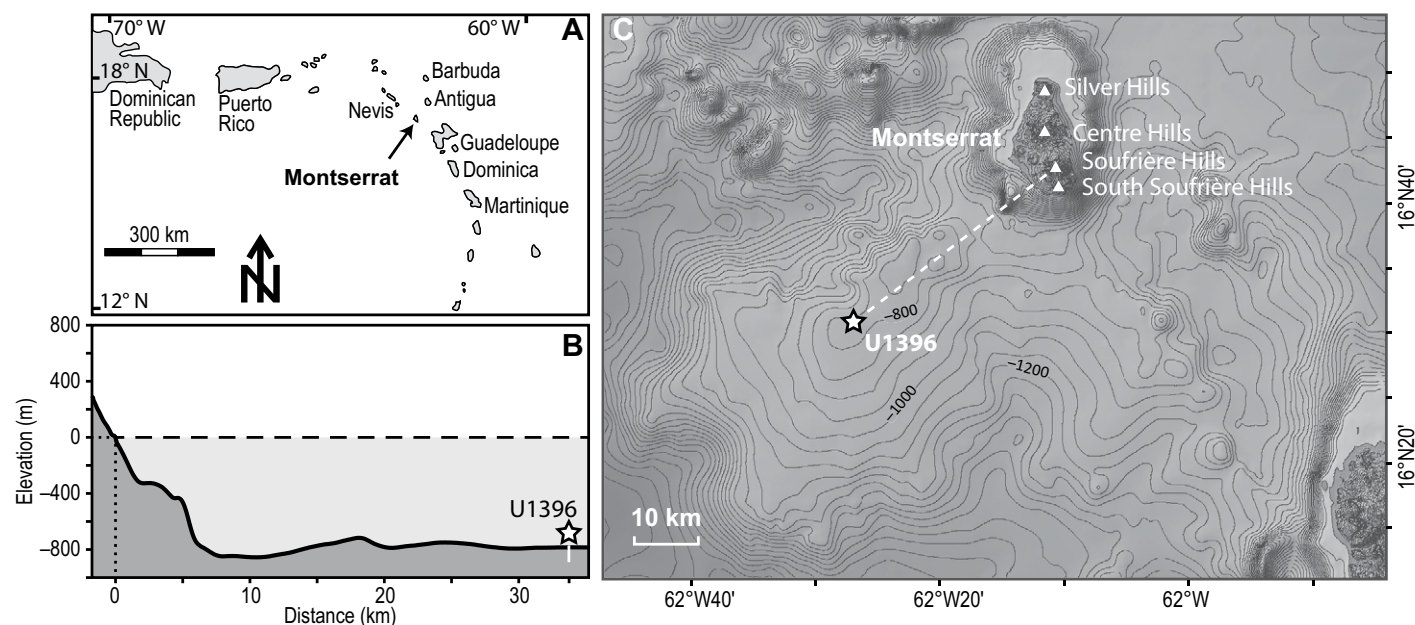 70° W
60° W
A
18° N
Barbuda
Dominican
Republic
Puerto
Rico
Nevis
Antigua
Guadeloupe
Montserrat
Dominica
Martinique
300 km
N
12° N
B
800
400
0
–400
–800
Elevation (m)
U1396
0
10
20
30
Distance (km)
C
Silver Hills
Montserrat
Centre Hills
Soufrière Hills
South Soufrière Hills
–800
U1396
–1200
–1000
10 km
16°N40'
16°N20'
62°W40'
62°W20'
62°W